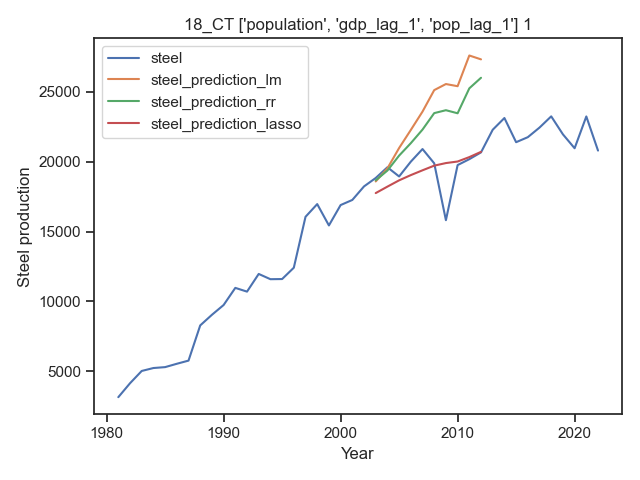 18_CT ['population', 'gdp_lag_1', 'pop_lag_1'] 1
steel
steel_prediction_lm
steel_prediction_rr
steel_prediction_lasso
25000
20000
15000
10000
5000
Steel production
1980
1990
2000
2010
2020
Year